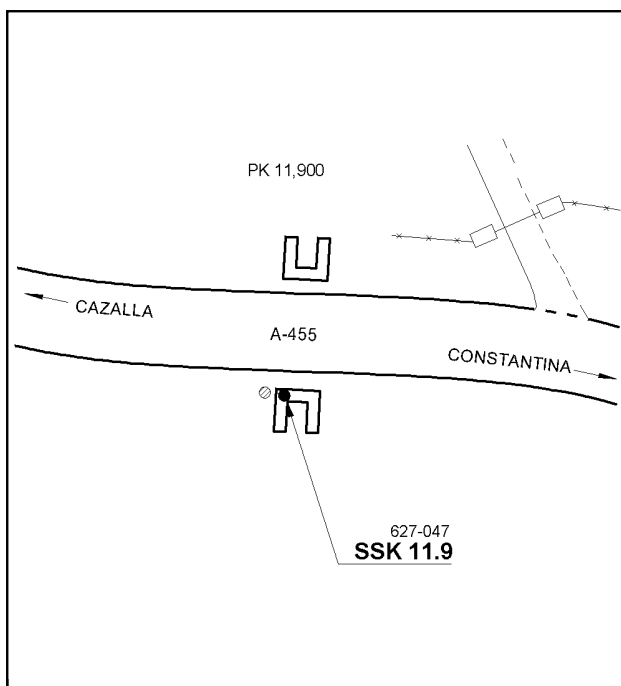 PK 11,900
CAZALLA
A-455
CONSTANTINA
627-047
SSK 11.9